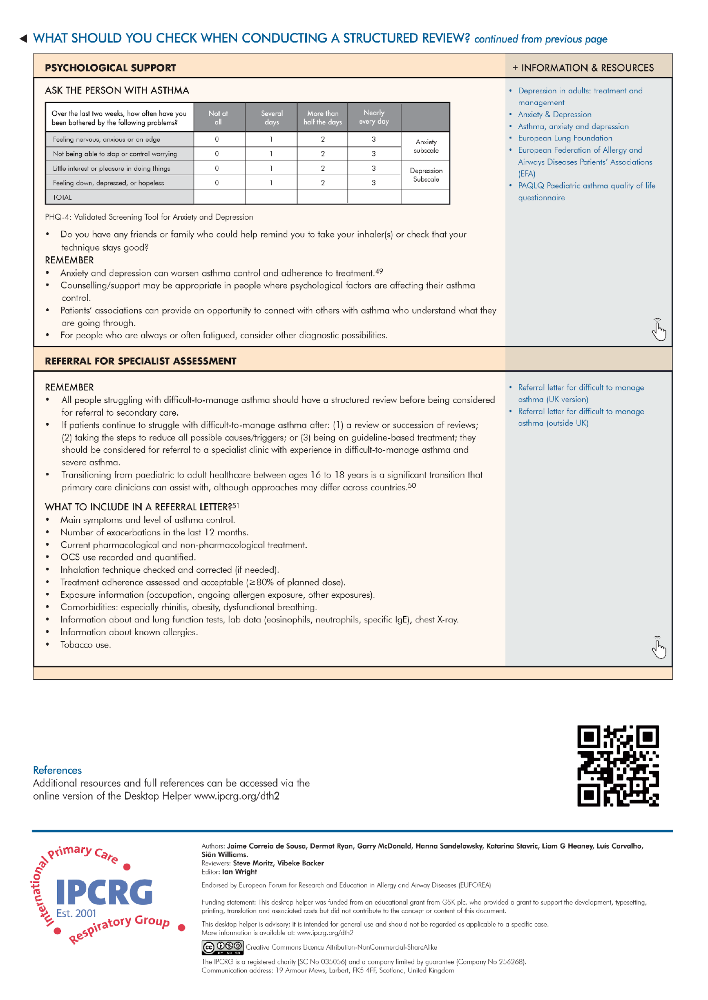 WHAT SHOULD YOU CHECK WHEN CONDUCTING A STRUCTURED REVIEW? continued from previous page
PSYCHOLOGICAL SUPPORT
ASK THE PERSON WITH ASTHMA
Over the last two weeks, how often have you
been bothered by the following problems?
Not at
all
Several
days
More than
half the days
Nearly
every day
Feeling nervous, anxious or on edge 0 1 2 3
Not being able to stop or control worrying 0 1 2 3
Anxiety
subscale
Little interest or pleasure in doing things 0 1 2 3
Feeling down, depressed, or hopeless 0 1 2 3
Depression
Subscale
TOTAL
PHQ-4: Validated Screening Tool for Anxiety and Depression
• Do you have any friends or family who could help remind you to take your inhaler(s) or check that your
technique stays good?
REMEMBER
• Anxiety and depression can worsen asthma control and adherence to treatment.49
• Counselling/support may be appropriate in people where psychological factors are affecting their asthma
control.
• Patients' associations can provide an opportunity to connect with others with asthma who understand what they
are going through.
• For people who are always or often fatigued, consider other diagnostic possibilities.
+ INFORMATION & RESOURCES
• Depression in adults: treatment and
management
• Anxiety & Depression
• Asthma, anxiety and depression
• European Lung Foundation
• European Federation of Allergy and
Airways Diseases Patients' Associations
(EFA)
• PAQLQ Paediatric asthma quality of life
questionnaire
REFERRAL FOR SPECIALIST ASSESSMENT
REMEMBER
• All people struggling with difficult-to-manage asthma should have a structured review before being considered
for referral to secondary care.
• If patients continue to struggle with difficult-to-manage asthma after: (1) a review or succession of reviews;
(2) taking the steps to reduce all possible causes/triggers; or (3) being on guideline-based treatment; they
should be considered for referral to a specialist clinic with experience in difficult-to-manage asthma and
severe asthma.
• Transitioning from paediatric to adult healthcare between ages 16 to 18 years is a significant transition that
primary care clinicians can assist with, although approaches may differ across countries.50
WHAT TO INCLUDE IN A REFERRAL LETTER?51
• Main symptoms and level of asthma control.
• Number of exacerbations in the last 12 months.
• Current pharmacological and non-pharmacological treatment.
• OCS use recorded and quantified.
• Inhalation technique checked and corrected (if needed).
• Treatment adherence assessed and acceptable (≥80% of planned dose).
• Exposure information (occupation, ongoing allergen exposure, other exposures).
• Comorbidities: especially rhinitis, obesity, dysfunctional breathing.
• Information about and lung function tests, lab data (eosinophils, neutrophils, specific IgE), chest X-ray.
• Information about known allergies.
• Tobacco use.
• Referral letter for difficult to manage
asthma (UK version)
• Referral letter for difficult to manage
asthma (outside UK)
References
Additional resources and full references can be accessed via the
online version of the Desktop Helper www.ipcrg.org/dth2
International Primary Care
IPCRG
Est. 2001
Respiratory Group
Authors: Jaime Correia de Sousa, Dermot Ryan, Garry McDonald, Hanna Sandelowsky, Katarina Stavric, Liam G Heaney, Luís Carvalho,
Siân Williams.
Reviewers: Steve Moritz, Vibeke Backer
Editor: Ian Wright
Endorsed by European Forum for Research and Education in Allergy and Airway Diseases (EUFOREA)
Funding statement: This desktop helper was funded from an educational grant from GSK plc. who provided a grant to support the development, typesetting,
printing, translation and associated costs but did not contribute to the concept or content of this document.
This desktop helper is advisory; it is intended for general use and should not be regarded as applicable to a specific case.
More information is available at: www.ipcrg.org/dth2
cc BY NC SA Creative Commons Licence Attribution-NonCommercial-ShareAlike
The IPCRG is a registered charity (SC No 035056) and a company limited by guarantee (Company No 256268).
Communication address: 19 Armour Mews, Larbert, FK5 4FF, Scotland, United Kingdom